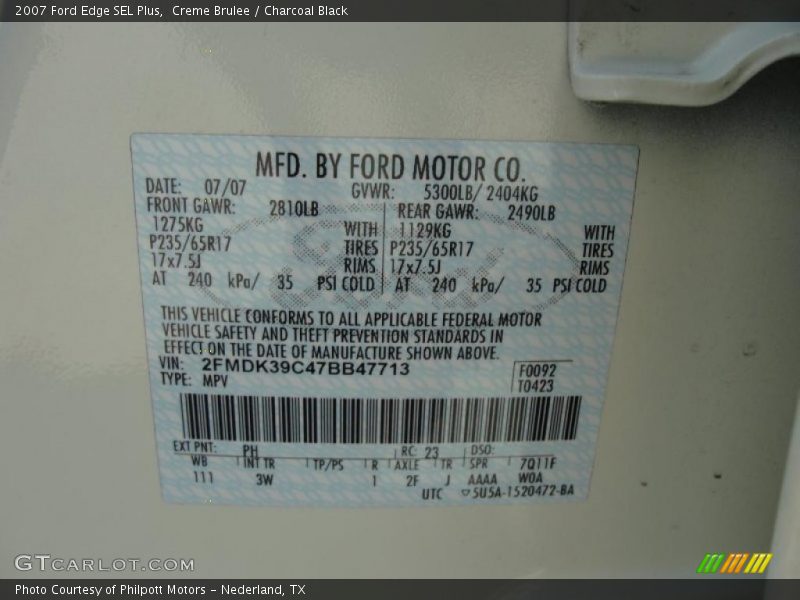 2007 Ford Edge SEL Plus,  Creme Brulee / Charcoal Black
MFD. BY FORD MOTOR CO.
DATE: 07/07 GVWR: 5300LB/ 2404KG
FRONT GAWR: 2810LB REAR GAWR: 2490LB
1275KG WITH 1129KG WITH
P235/65R17 TIRES P235/65R17 TIRES
17x7.5J RIMS 17x7.5J RIMS
AT 240 kPa/ 35 PSI COLD AT 240 kPa/ 35 PSI COLD
THIS VEHICLE CONFORMS TO ALL APPLICABLE FEDERAL MOTOR
VEHICLE SAFETY AND THEFT PREVENTION STANDARDS IN
EFFECT ON THE DATE OF MANUFACTURE SHOWN ABOVE.
VIN: 2FMDK39C47BB47713
TYPE: MPV
F0092
T0423
EXT PNT: PH RC: 23 DSO:
WB INT TR TP/PS R AXLE TR SPR 7Q11F
111 3W 1 2F J AAAA W0A
UTC ▽5U5A-1520472-BA
GTCARLOT.COM
Photo Courtesy of Philpott Motors - Nederland, TX